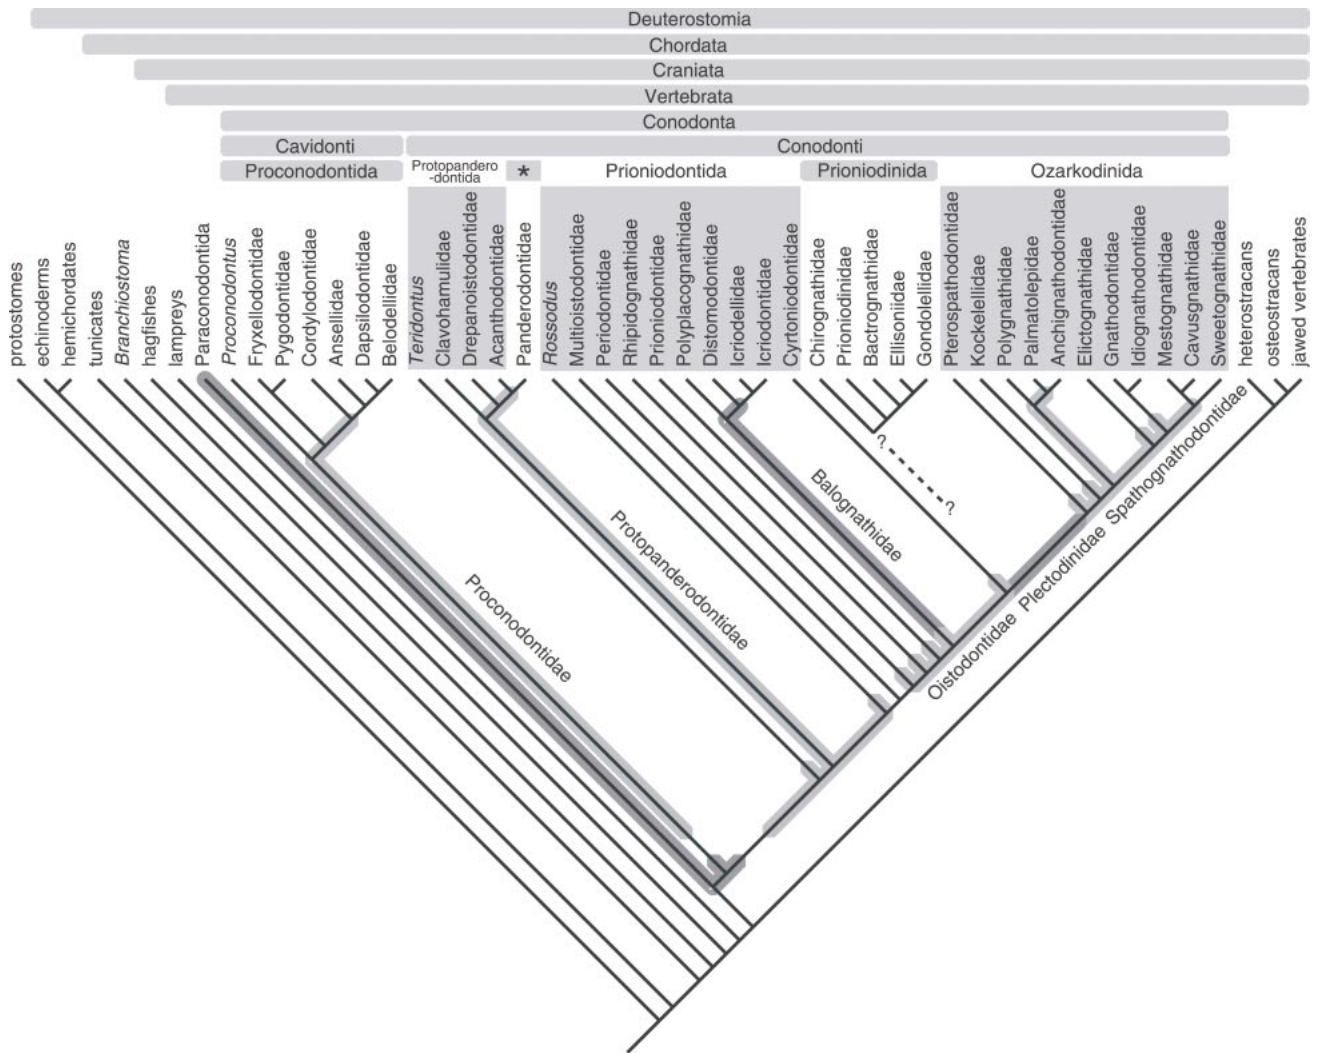 Deuterostomia
Chordata
Craniata
Vertebrata
Conodonta
Cavidonti
Conodonti
Proconodontida
Protopandero
-dontida
*
Prioniodontida
Prioniodinida
Ozarkodinida
protostomes
echinoderms
hemichordates
tunicates
Branchiostoma
hagfishes
lampreys
Paraconodontida
Proconodontus
Fryxellodontidae
Pygodontidae
Cordylodontidae
Ansellidae
Dapsilodontidae
Belodellidae
Teridontus
Clavohamulidae
Drepanoistodontidae
Acanthodontidae
Panderodontidae
Rossodus
Multioistodontidae
Periodontidae
Rhipidognathidae
Prioniodontidae
Polyplacognathidae
Distomodontidae
Icriodellidae
Icriodontidae
Cyrtoniodontidae
Chirognathidae
Prioniodinidae
Bactrognathidae
Ellisoniidae
Gondolellidae
Pterospathodontidae
Kockelellidae
Polygnathidae
Palmatolepidae
Anchignathodontidae
Elictognathidae
Gnathodontidae
Idiognathodontidae
Mestognathidae
Cavusgnathidae
Sweetognathidae
heterostracans
osteostracans
jawed vertebrates
?
?
Proconodontidae
Protopanderodontidae
Balognathidae
Oistodontidae
Plectodinidae
Spathognathodontidae